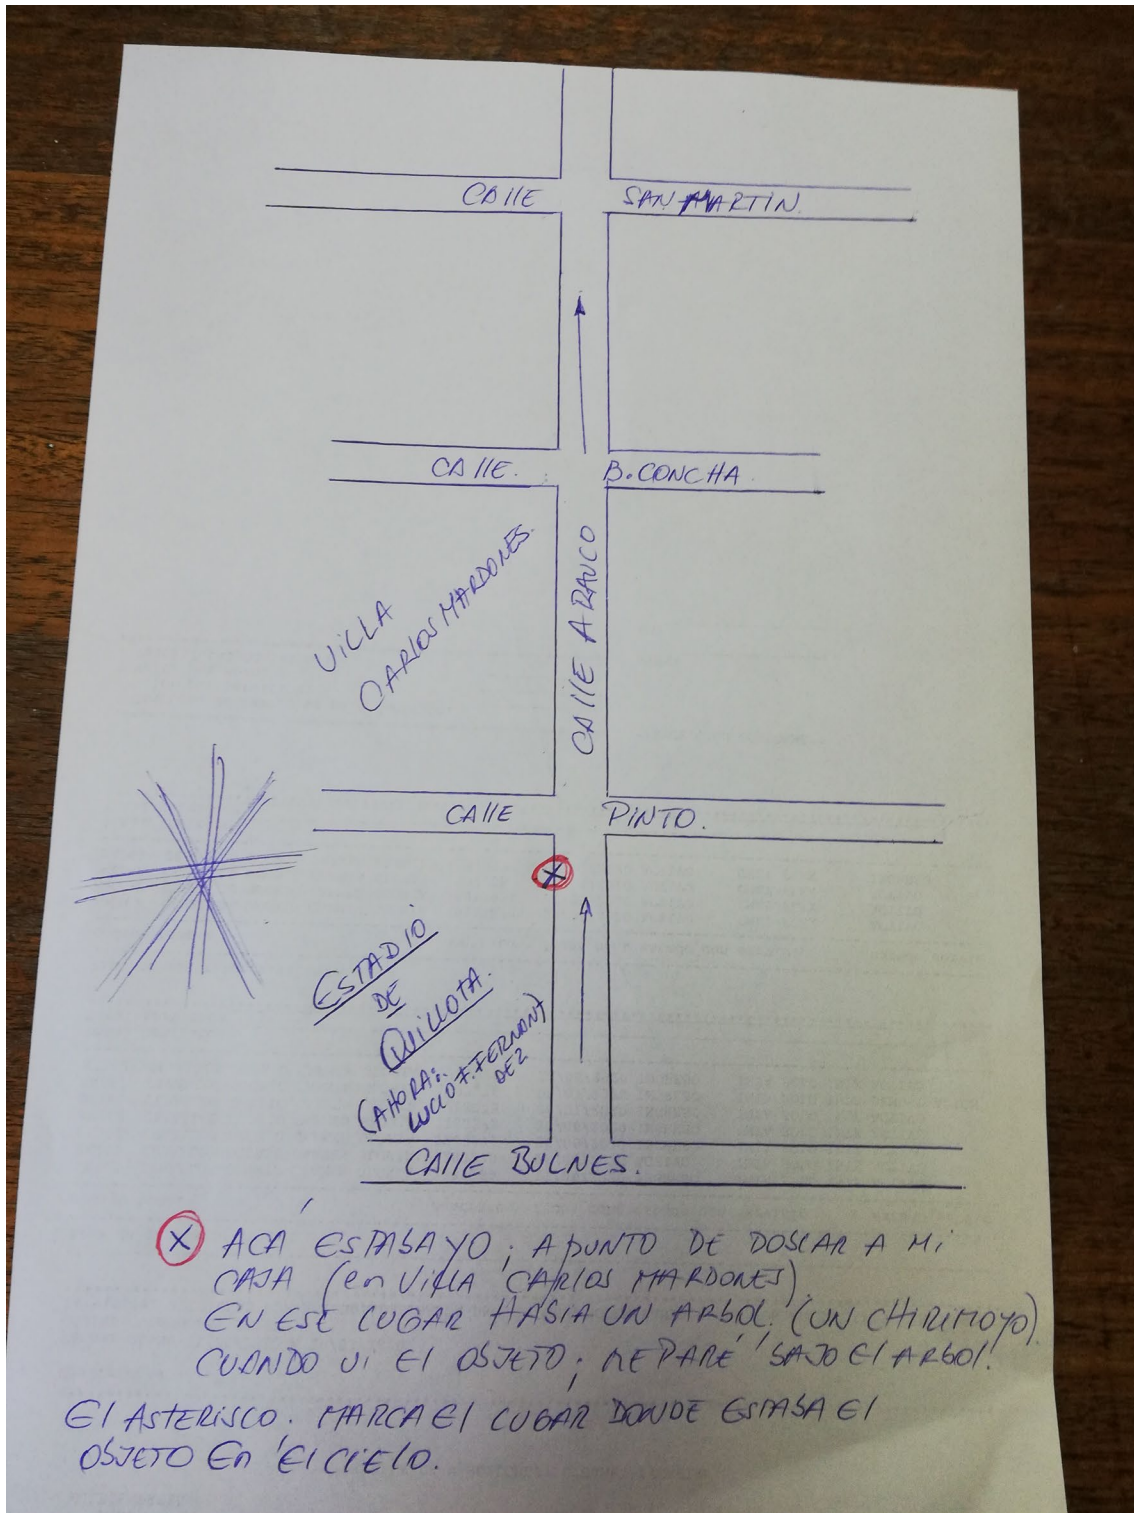 CALLE SAN MARTIN.
CALLE. B. CONCHA
CALLE ARAUCO
VILLA
CARLOS MARDONES.
CALLE PINTO.
ESTADIO
DE
QUILLOTA.
(AHORA:
LUCIO F. FERNAN)
DEZ
CALLE BULNES.
X ACÁ ESTABA YO; A PUNTO DE DOBLAR A MI
CASA (en VILLA CARLOS MARDONES)
EN ESE LUGAR HABIA UN ARBOL. (UN CHIRIMOYO)
CUANDO VI El OBJETO; ME PARÉ BAJO El ARBOL.
El ASTERISCO. MARCA El LUGAR DONDE ESTABA El
OBJETO En El CIELO.